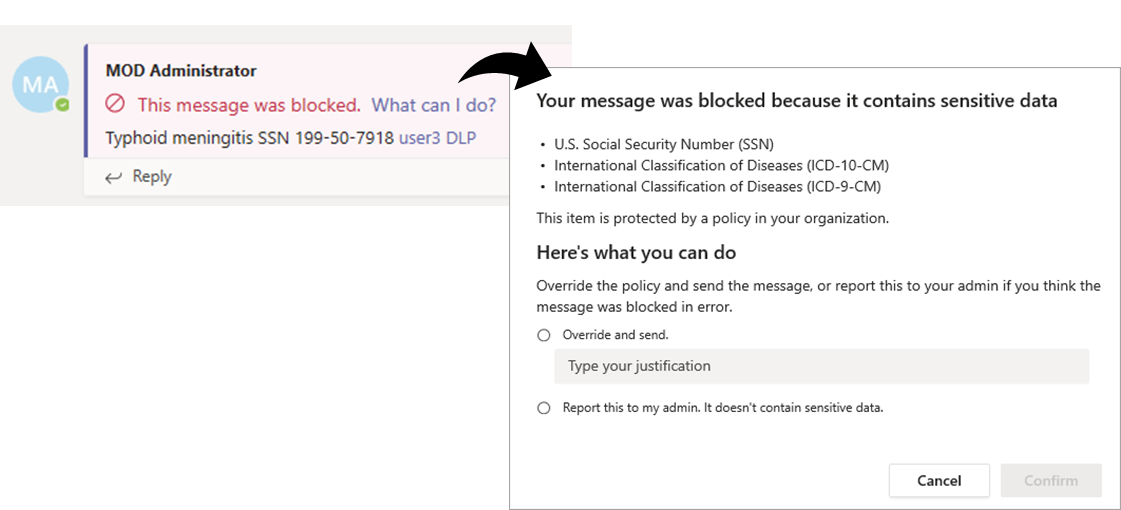 MA
MOD Administrator
This message was blocked. What can I do?
Typhoid meningitis SSN 199-50-7918 user3 DLP
Reply
Your message was blocked because it contains sensitive data
• U.S. Social Security Number (SSN)
• International Classification of Diseases (ICD-10-CM)
• International Classification of Diseases (ICD-9-CM)
This item is protected by a policy in your organization.
Here's what you can do
Override the policy and send the message, or report this to your admin if you think the
message was blocked in error.
Override and send.
Type your justification
Report this to my admin. It doesn't contain sensitive data.
Cancel
Confirm